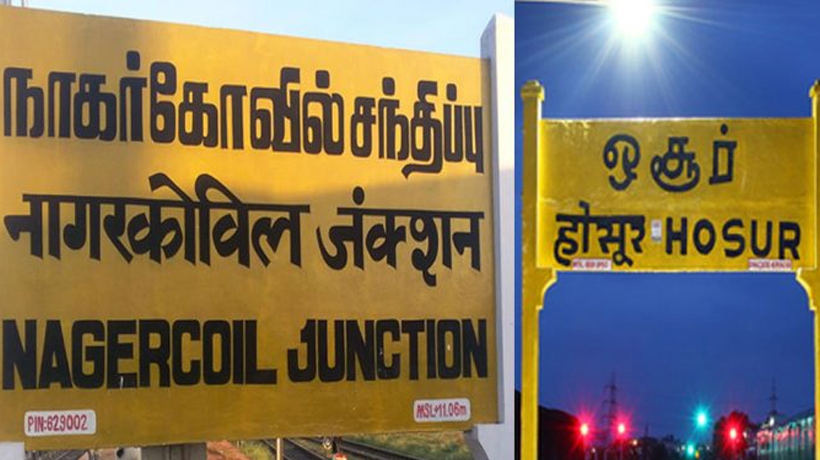 நாகர்கோவில் சந்திப்பு
नागरकोविल जंक्शन
NAGERCOIL JUNCTION
PIN:629002
MSL+11.06m
ஒசூர்
होसूर HOSUR